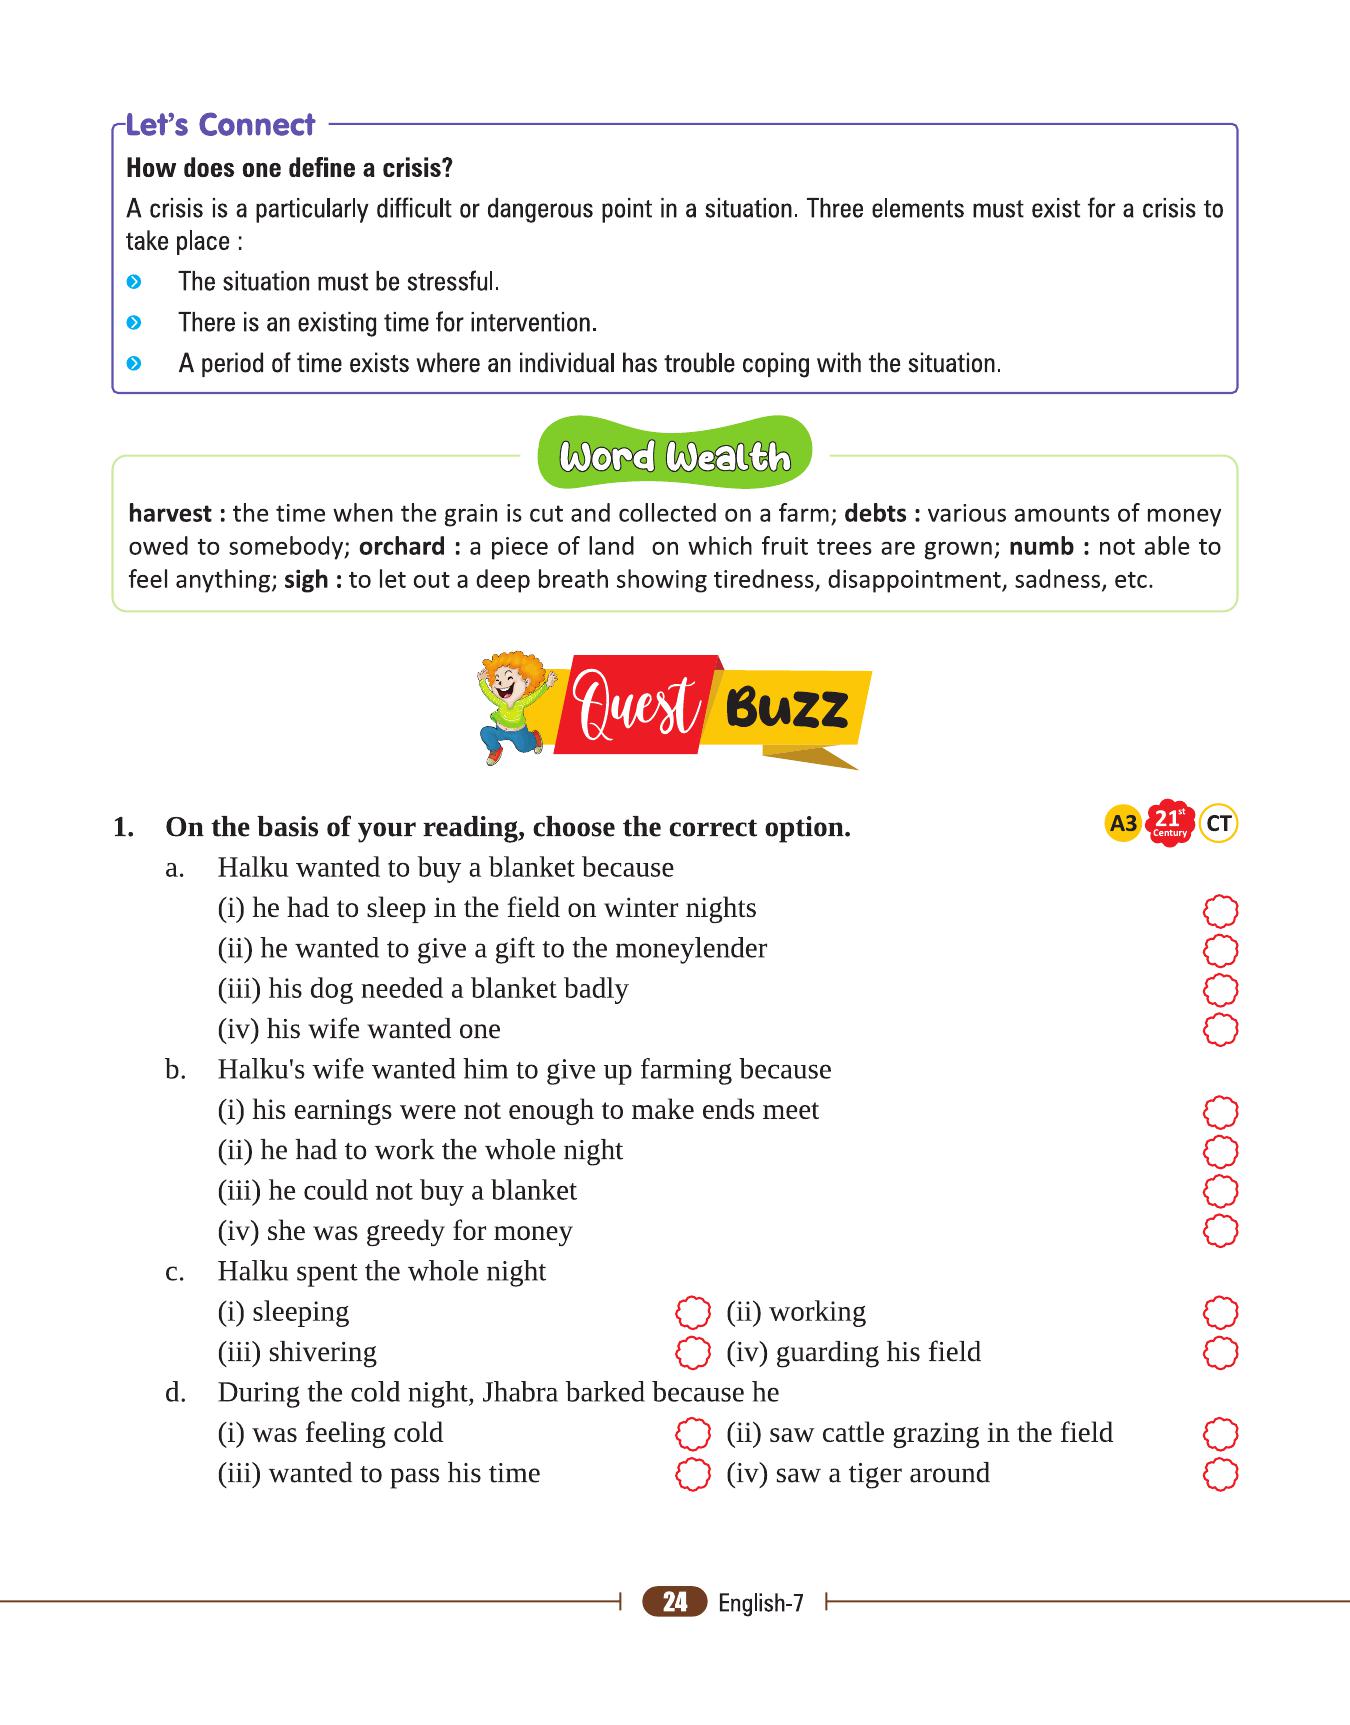 Let's Connect
How does one define a crisis?
A crisis is a particularly difficult or dangerous point in a situation. Three elements must exist for a crisis to
take place :
The situation must be stressful.
There is an existing time for intervention.
A period of time exists where an individual has trouble coping with the situation.
Word Wealth
harvest : the time when the grain is cut and collected on a farm; debts : various amounts of money
owed to somebody; orchard : a piece of land on which fruit trees are grown; numb : not able to
feel anything; sigh : to let out a deep breath showing tiredness, disappointment, sadness, etc.
Quest Buzz
1. On the basis of your reading, choose the correct option. A3 21st Century CT
a. Halku wanted to buy a blanket because
(i) he had to sleep in the field on winter nights
(ii) he wanted to give a gift to the moneylender
(iii) his dog needed a blanket badly
(iv) his wife wanted one
b. Halku's wife wanted him to give up farming because
(i) his earnings were not enough to make ends meet
(ii) he had to work the whole night
(iii) he could not buy a blanket
(iv) she was greedy for money
c. Halku spent the whole night
(i) sleeping (ii) working
(iii) shivering (iv) guarding his field
d. During the cold night, Jhabra barked because he
(i) was feeling cold (ii) saw cattle grazing in the field
(iii) wanted to pass his time (iv) saw a tiger around
24 English-7